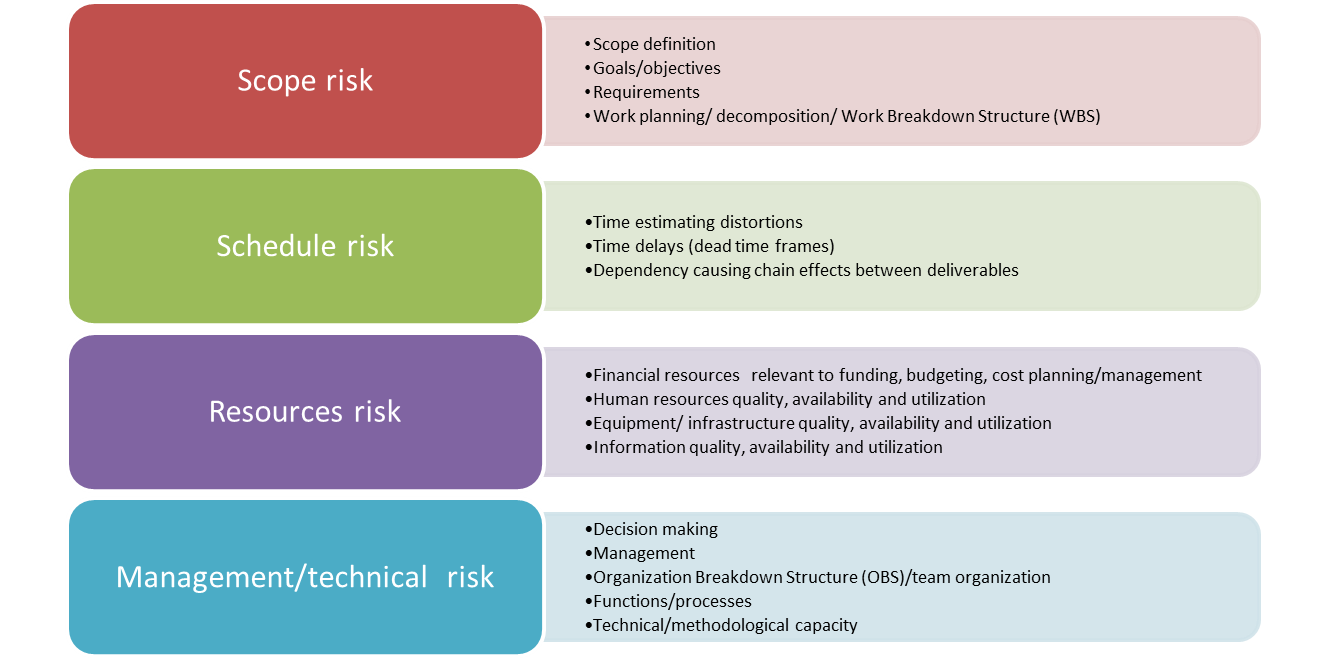 Scope risk
•Scope definition
•Goals/objectives
•Requirements
•Work planning/ decomposition/ Work Breakdown Structure (WBS)
Schedule risk
•Time estimating distortions
•Time delays (dead time frames)
•Dependency causing chain effects between deliverables
Resources risk
•Financial resources  relevant to funding, budgeting, cost planning/management
•Human resources quality, availability and utilization
•Equipment/ infrastructure quality, availability and utilization
•Information quality, availability and utilization
Management/technical  risk
•Decision making
•Management
•Organization Breakdown Structure (OBS)/team organization
•Functions/processes
•Technical/methodological capacity